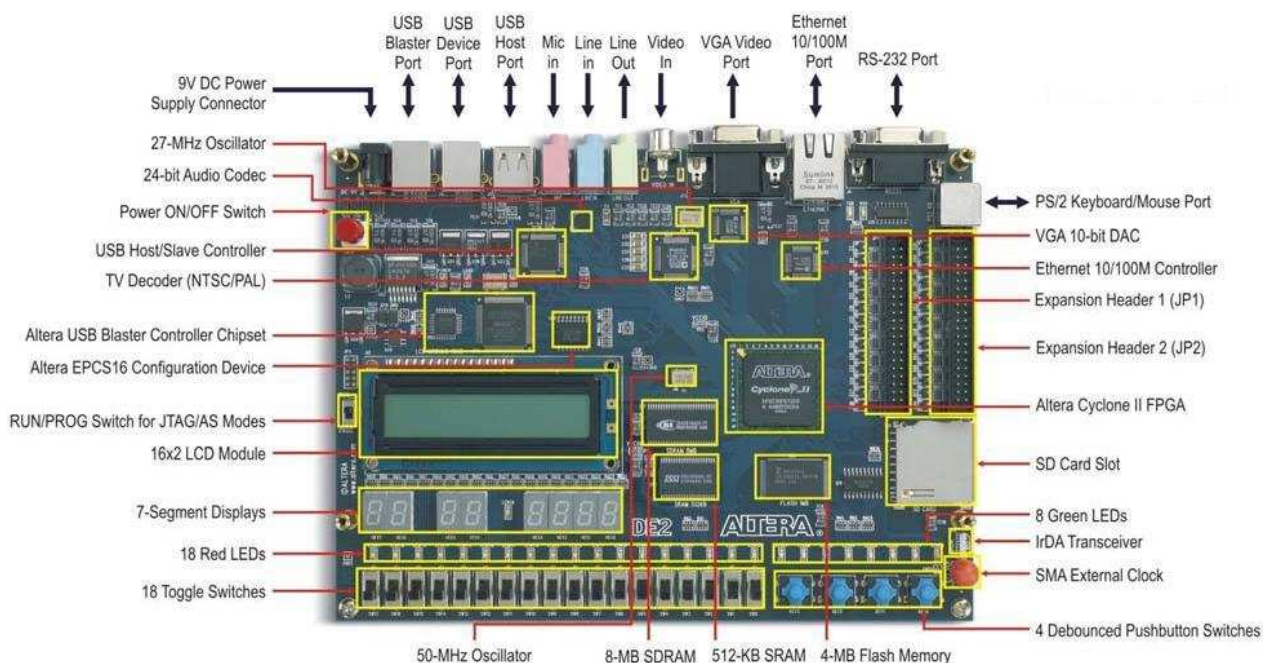 USB
Blaster
Port
USB
Device
Port
USB
Host
Port
Mic
in
Line
in
Line
Out
Video
In
VGA Video
Port
Ethernet
10/100M
Port
RS-232 Port
9V DC Power
Supply Connector
27-MHz Oscillator
24-bit Audio Codec
Power ON/OFF Switch
USB Host/Slave Controller
TV Decoder (NTSC/PAL)
Altera USB Blaster Controller Chipset
Altera EPCS16 Configuration Device
RUN/PROG Switch for JTAG/AS Modes
16x2 LCD Module
7-Segment Displays
18 Red LEDs
18 Toggle Switches
50-MHz Oscillator
8-MB SDRAM
512-KB SRAM
4-MB Flash Memory
PS/2 Keyboard/Mouse Port
VGA 10-bit DAC
Ethernet 10/100M Controller
Expansion Header 1 (JP1)
Expansion Header 2 (JP2)
Altera Cyclone II FPGA
SD Card Slot
8 Green LEDs
IrDA Transceiver
SMA External Clock
4 Debounced Pushbutton Switches
Sumlink
ALTERA
Cyclone II
DE2
ALTERA